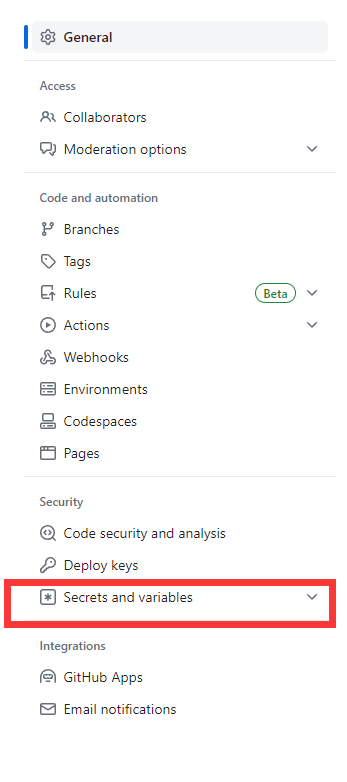 General
Access
Collaborators
Moderation options
Code and automation
Branches
Tags
Rules Beta
Actions
Webhooks
Environments
Codespaces
Pages
Security
Code security and analysis
Deploy keys
Secrets and variables
Integrations
GitHub Apps
Email notifications